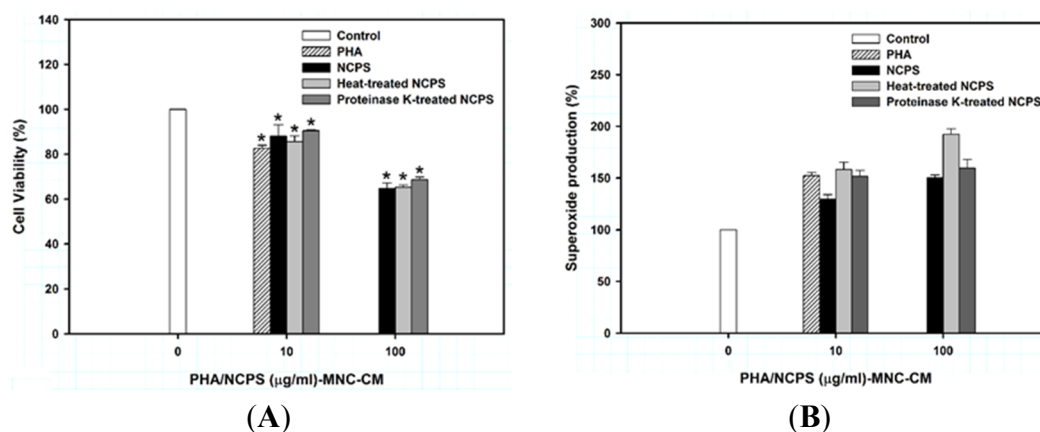 140
120
100
80
60
40
20
0
Cell Viability (%)
Control
PHA
NCPS
Heat-treated NCPS
Proteinase K-treated NCPS
* * * *
* * *
0 10 100
PHA/NCPS (μg/ml)-MNC-CM
(A)
300
250
200
150
100
50
0
Superoxide production (%)
Control
PHA
NCPS
Heat-treated NCPS
Proteinase K-treated NCPS
0 10 100
PHA/NCPS (μg/ml)-MNC-CM
(B)